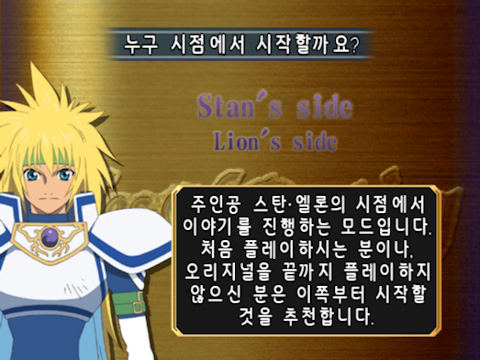 누구 시점에서 시작할까요?
Stan's side
Lion's side
주인공 스탄·엘론의 시점에서
이야기를 진행하는 모드입니다.
처음 플레이하시는 분이나,
오리지널을 끝까지 플레이하지
않으신 분은 이쪽부터 시작할
것을 추천합니다.